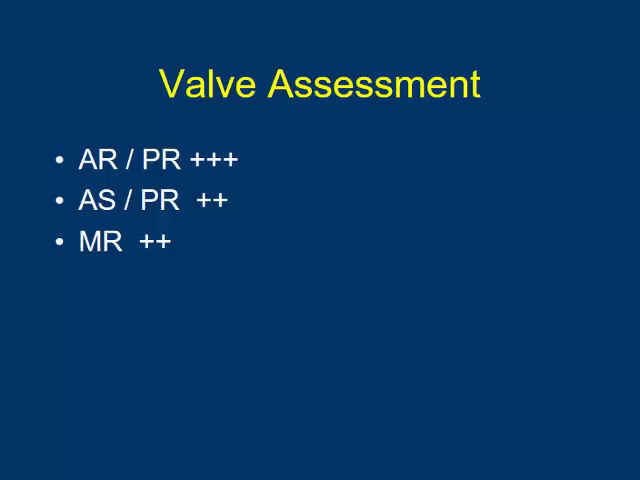 Valve Assessment
• AR / PR +++
• AS / PR ++
• MR ++